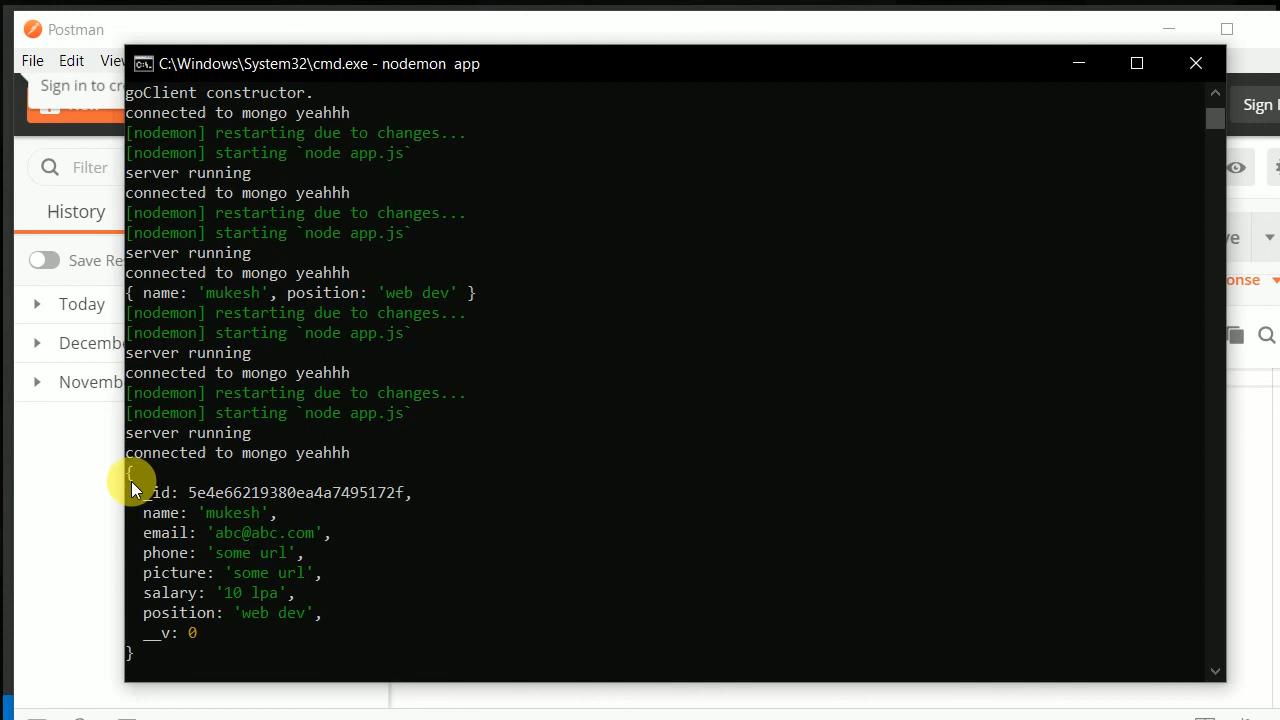 Postman
File Edit View
C:\Windows\System32\cmd.exe - nodemon app
Sign in to cre
Sign
goClient constructor.
connected to mongo yeahhh
[nodemon] restarting due to changes...
[nodemon] starting `node app.js`
server running
connected to mongo yeahhh
[nodemon] restarting due to changes...
[nodemon] starting `node app.js`
server running
connected to mongo yeahhh
{ name: 'mukesh', position: 'web dev' }
[nodemon] restarting due to changes...
[nodemon] starting `node app.js`
server running
connected to mongo yeahhh
[nodemon] restarting due to changes...
[nodemon] starting `node app.js`
server running
connected to mongo yeahhh
{
_id: 5e4e66219380ea4a7495172f,
name: 'mukesh',
email: 'abc@abc.com',
phone: 'some url',
picture: 'some url',
salary: '10 lpa',
position: 'web dev',
__v: 0
}
Filter
History
Save Res
Today
Decembe
Novemb
ve
onse